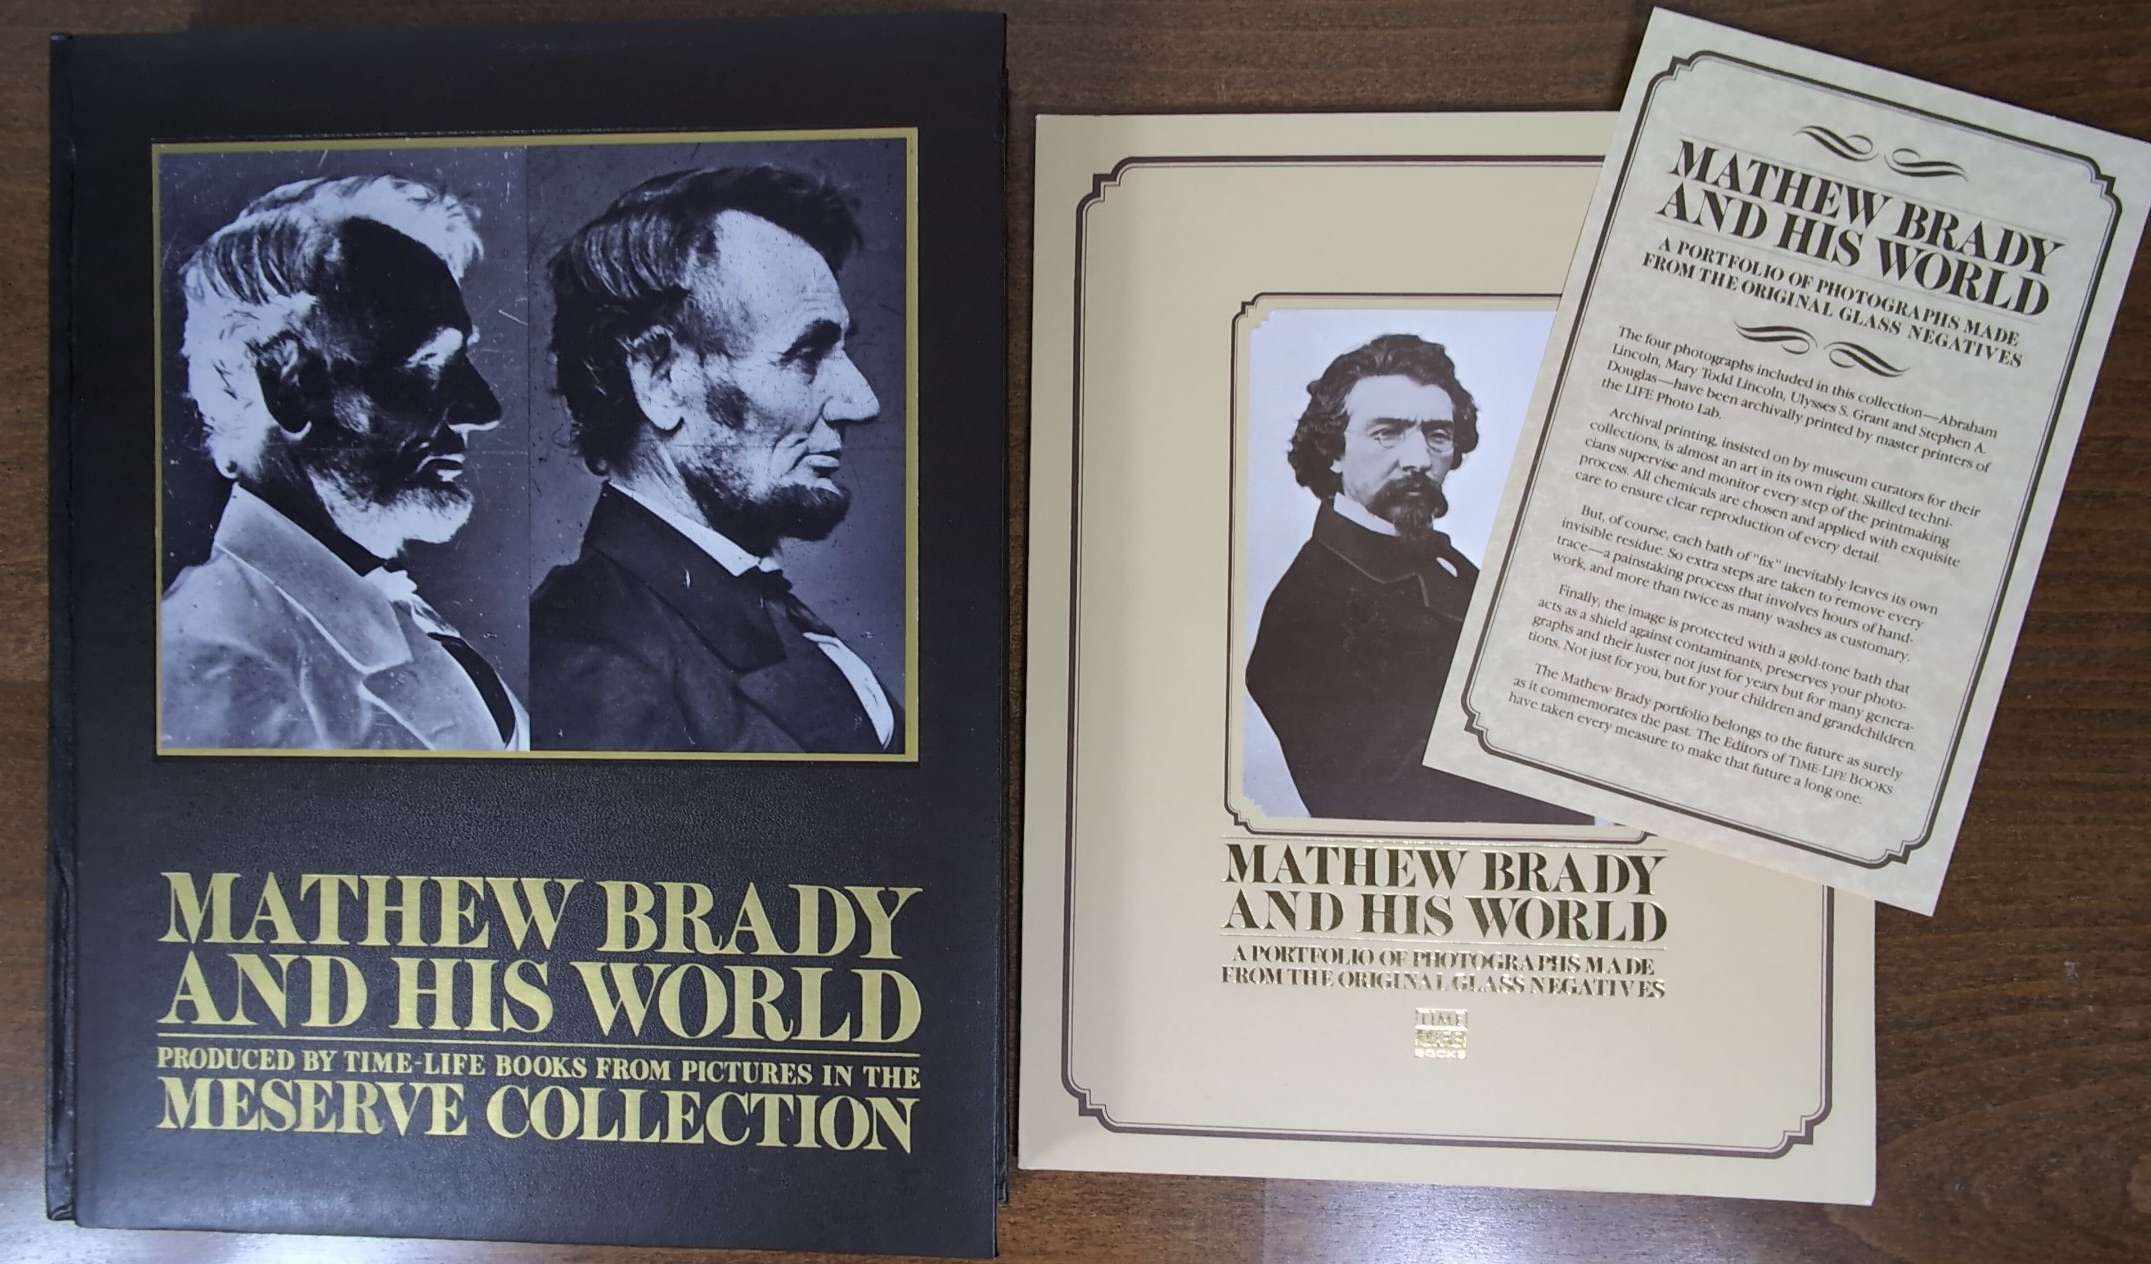 MATHEW BRADY
AND HIS WORLD
PRODUCED BY TIME-LIFE BOOKS FROM PICTURES IN THE
MESERVE COLLECTION
MATHEW BRADY
AND HIS WORLD
A PORTFOLIO OF PHOTOGRAPHS MADE
FROM THE ORIGINAL GLASS NEGATIVES
TIME
LIFE
BOOKS
MATHEW BRADY
AND HIS WORLD
A PORTFOLIO OF PHOTOGRAPHS MADE
FROM THE ORIGINAL GLASS NEGATIVES
The four photographs included in this collection—Abraham
Lincoln, Mary Todd Lincoln, Ulysses S. Grant and Stephen A.
Douglas—have been archivally printed by master printers of
the LIFE Photo Lab.
Archival printing, insisted on by museum curators for their
collections, is almost an art in its own right. Skilled techni-
cians supervise and monitor every step of the printmaking
process. All chemicals are chosen and applied with exquisite
care to ensure clear reproduction of every detail.
But, of course, each bath of "fix" inevitably leaves its own
invisible residue. So extra steps are taken to remove every
trace—a painstaking process that involves hours of hand-
work, and more than twice as many washes as customary.
Finally, the image is protected with a gold-tone bath that
acts as a shield against contaminants, preserves your photo-
graphs and their luster not just for years but for many genera-
tions. Not just for you, but for your children and grandchildren.
The Mathew Brady portfolio belongs to the future as surely
as it commemorates the past. The Editors of TIME-LIFE BOOKS
have taken every measure to make that future a long one.